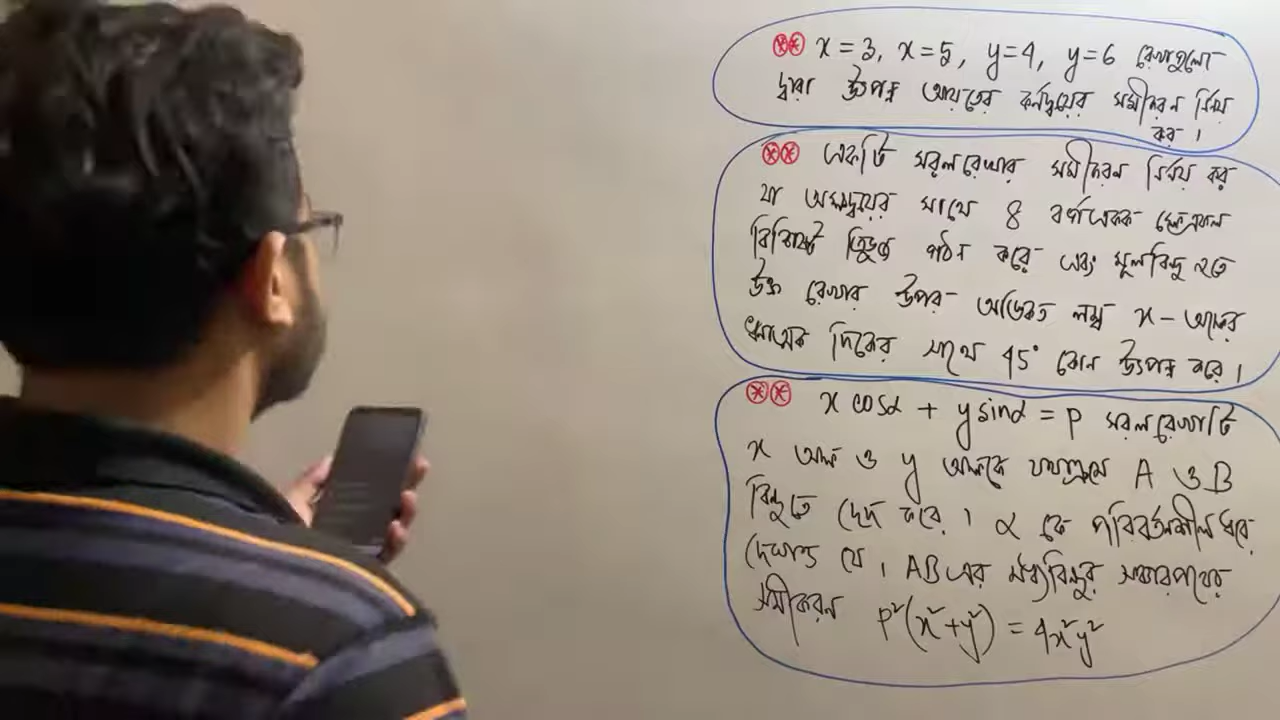 x = 3, x = 5, y = 4, y = 6 রেখাগুলো
দ্বারা উৎপন্ন আয়তের কর্ণদ্বয়ের সমীকরণ নির্ণয়
কর ।
একটি সরলরেখার সমীকরণ নির্ণয় কর
যা অক্ষদ্বয়ের সাথে 8 বর্গএকক ক্ষেত্রফল
বিশিষ্ট ত্রিভুজ গঠন করে এবং মূলবিন্দু হতে
উক্ত রেখার উপর অঙ্কিত লম্ব x - অক্ষের
ধনাত্মক দিকের সাথে 45° কোন উৎপন্ন করে ।
x cosα + y sinα = P সরলরেখাটি
x অক্ষ ও y অক্ষকে যথাক্রমে A ও B
বিন্দুতে ছেদ করে । α কে পরিবর্তনশীল ধরে
দেখাও যে, AB এর মধ্যবিন্দুর সঞ্চারপথের
সমীকরণ P²(x²+y²) = 4x²y²